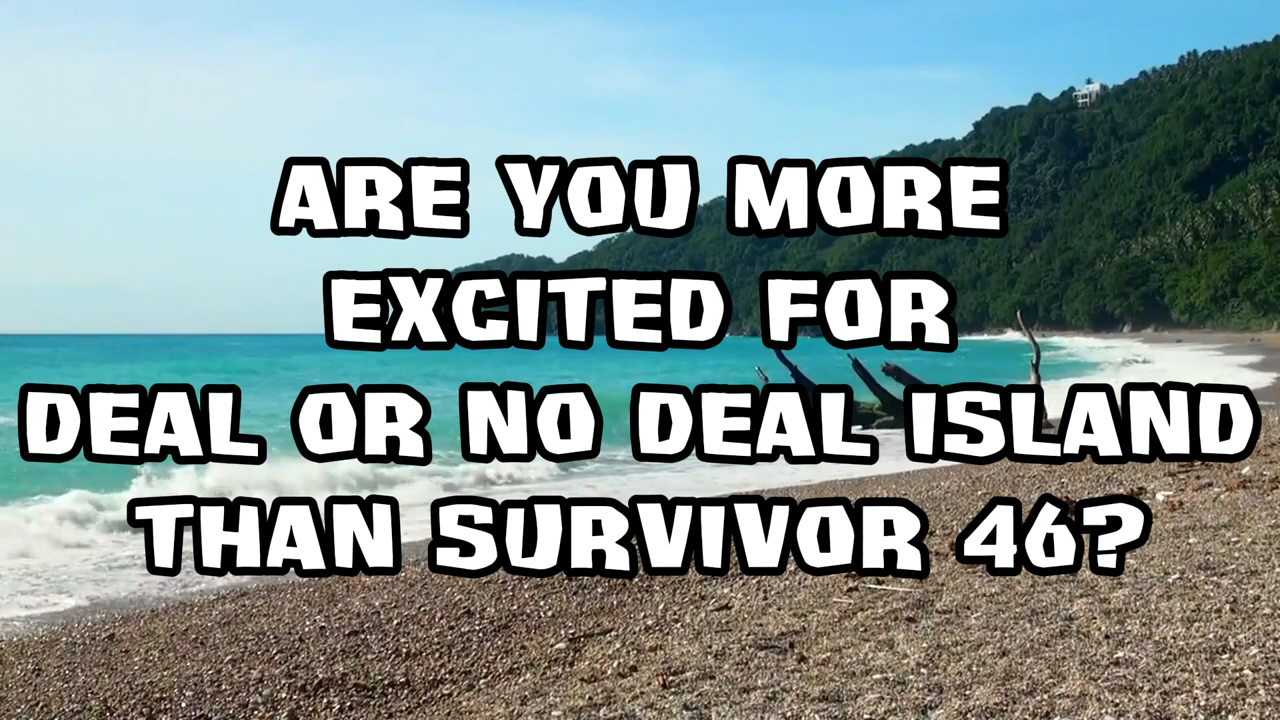 ARE YOU MORE
EXCITED FOR
DEAL OR NO DEAL ISLAND
THAN SURVIVOR 46?